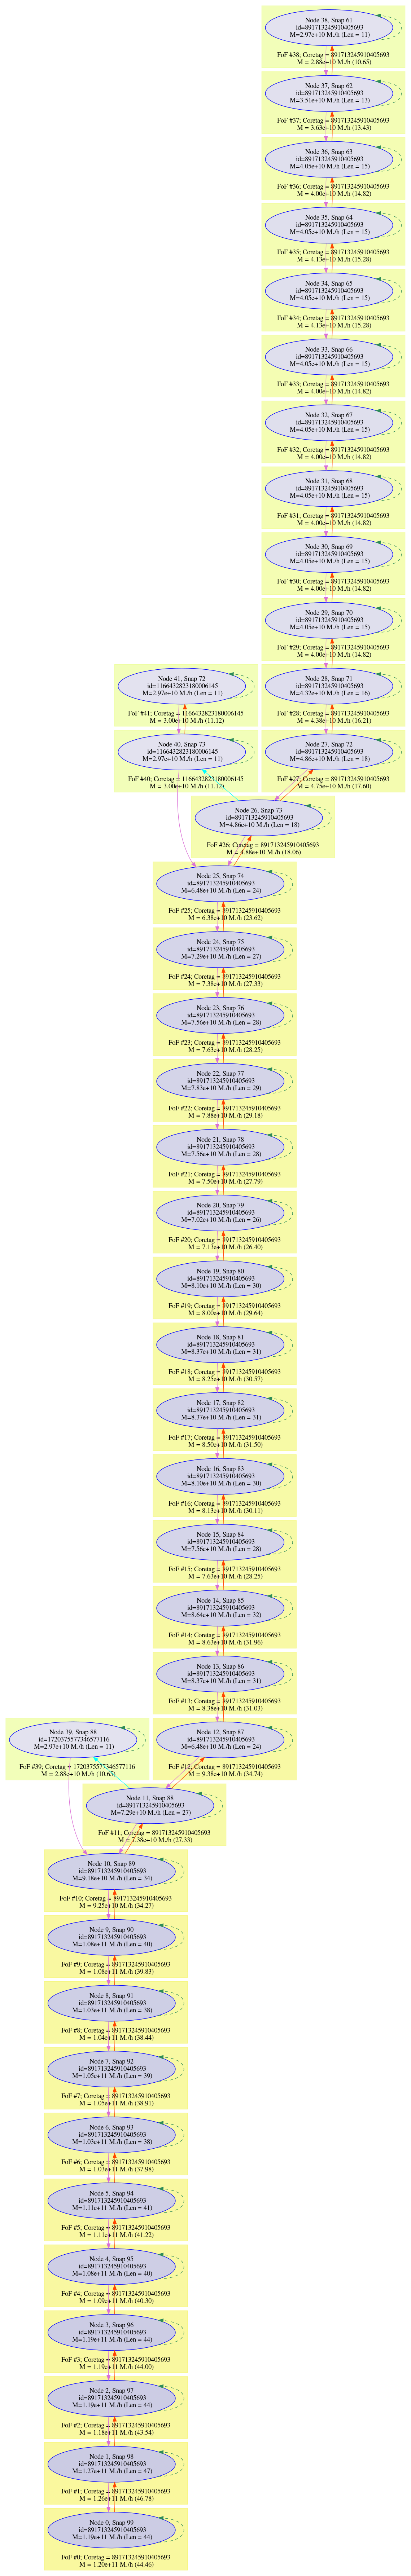 Node 38, Snap 61
id=891713245910405693
M=2.97e+10 M./h (Len = 11)
FoF #38; Coretag = 891713245910405693
M = 2.88e+10 M./h (10.65)
Node 37, Snap 62
id=891713245910405693
M=3.51e+10 M./h (Len = 13)
FoF #37; Coretag = 891713245910405693
M = 3.63e+10 M./h (13.43)
Node 36, Snap 63
id=891713245910405693
M=4.05e+10 M./h (Len = 15)
FoF #36; Coretag = 891713245910405693
M = 4.00e+10 M./h (14.82)
Node 35, Snap 64
id=891713245910405693
M=4.05e+10 M./h (Len = 15)
FoF #35; Coretag = 891713245910405693
M = 4.13e+10 M./h (15.28)
Node 34, Snap 65
id=891713245910405693
M=4.05e+10 M./h (Len = 15)
FoF #34; Coretag = 891713245910405693
M = 4.13e+10 M./h (15.28)
Node 33, Snap 66
id=891713245910405693
M=4.05e+10 M./h (Len = 15)
FoF #33; Coretag = 891713245910405693
M = 4.00e+10 M./h (14.82)
Node 32, Snap 67
id=891713245910405693
M=4.05e+10 M./h (Len = 15)
FoF #32; Coretag = 891713245910405693
M = 4.00e+10 M./h (14.82)
Node 31, Snap 68
id=891713245910405693
M=4.05e+10 M./h (Len = 15)
FoF #31; Coretag = 891713245910405693
M = 4.00e+10 M./h (14.82)
Node 30, Snap 69
id=891713245910405693
M=4.05e+10 M./h (Len = 15)
FoF #30; Coretag = 891713245910405693
M = 4.00e+10 M./h (14.82)
Node 29, Snap 70
id=891713245910405693
M=4.05e+10 M./h (Len = 15)
FoF #29; Coretag = 891713245910405693
M = 4.00e+10 M./h (14.82)
Node 41, Snap 72
id=1166432823180006145
M=2.97e+10 M./h (Len = 11)
FoF #41; Coretag = 1166432823180006145
M = 3.00e+10 M./h (11.12)
Node 28, Snap 71
id=891713245910405693
M=4.32e+10 M./h (Len = 16)
FoF #28; Coretag = 891713245910405693
M = 4.38e+10 M./h (16.21)
Node 40, Snap 73
id=1166432823180006145
M=2.97e+10 M./h (Len = 11)
FoF #40; Coretag = 1166432823180006145
M = 3.00e+10 M./h (11.12)
Node 27, Snap 72
id=891713245910405693
M=4.86e+10 M./h (Len = 18)
FoF #27; Coretag = 891713245910405693
M = 4.75e+10 M./h (17.60)
Node 26, Snap 73
id=891713245910405693
M=4.86e+10 M./h (Len = 18)
FoF #26; Coretag = 891713245910405693
M = 4.88e+10 M./h (18.06)
Node 25, Snap 74
id=891713245910405693
M=6.48e+10 M./h (Len = 24)
FoF #25; Coretag = 891713245910405693
M = 6.38e+10 M./h (23.62)
Node 24, Snap 75
id=891713245910405693
M=7.29e+10 M./h (Len = 27)
FoF #24; Coretag = 891713245910405693
M = 7.38e+10 M./h (27.33)
Node 23, Snap 76
id=891713245910405693
M=7.56e+10 M./h (Len = 28)
FoF #23; Coretag = 891713245910405693
M = 7.63e+10 M./h (28.25)
Node 22, Snap 77
id=891713245910405693
M=7.83e+10 M./h (Len = 29)
FoF #22; Coretag = 891713245910405693
M = 7.88e+10 M./h (29.18)
Node 21, Snap 78
id=891713245910405693
M=7.56e+10 M./h (Len = 28)
FoF #21; Coretag = 891713245910405693
M = 7.50e+10 M./h (27.79)
Node 20, Snap 79
id=891713245910405693
M=7.02e+10 M./h (Len = 26)
FoF #20; Coretag = 891713245910405693
M = 7.13e+10 M./h (26.40)
Node 19, Snap 80
id=891713245910405693
M=8.10e+10 M./h (Len = 30)
FoF #19; Coretag = 891713245910405693
M = 8.00e+10 M./h (29.64)
Node 18, Snap 81
id=891713245910405693
M=8.37e+10 M./h (Len = 31)
FoF #18; Coretag = 891713245910405693
M = 8.25e+10 M./h (30.57)
Node 17, Snap 82
id=891713245910405693
M=8.37e+10 M./h (Len = 31)
FoF #17; Coretag = 891713245910405693
M = 8.50e+10 M./h (31.50)
Node 16, Snap 83
id=891713245910405693
M=8.10e+10 M./h (Len = 30)
FoF #16; Coretag = 891713245910405693
M = 8.13e+10 M./h (30.11)
Node 15, Snap 84
id=891713245910405693
M=7.56e+10 M./h (Len = 28)
FoF #15; Coretag = 891713245910405693
M = 7.63e+10 M./h (28.25)
Node 14, Snap 85
id=891713245910405693
M=8.64e+10 M./h (Len = 32)
FoF #14; Coretag = 891713245910405693
M = 8.63e+10 M./h (31.96)
Node 13, Snap 86
id=891713245910405693
M=8.37e+10 M./h (Len = 31)
FoF #13; Coretag = 891713245910405693
M = 8.38e+10 M./h (31.03)
Node 39, Snap 88
id=1720375577346577116
M=2.97e+10 M./h (Len = 11)
FoF #39; Coretag = 1720375577346577116
M = 2.88e+10 M./h (10.65)
Node 12, Snap 87
id=891713245910405693
M=6.48e+10 M./h (Len = 24)
FoF #12; Coretag = 891713245910405693
M = 9.38e+10 M./h (34.74)
Node 11, Snap 88
id=891713245910405693
M=7.29e+10 M./h (Len = 27)
FoF #11; Coretag = 891713245910405693
M = 7.38e+10 M./h (27.33)
Node 10, Snap 89
id=891713245910405693
M=9.18e+10 M./h (Len = 34)
FoF #10; Coretag = 891713245910405693
M = 9.25e+10 M./h (34.27)
Node 9, Snap 90
id=891713245910405693
M=1.08e+11 M./h (Len = 40)
FoF #9; Coretag = 891713245910405693
M = 1.08e+11 M./h (39.83)
Node 8, Snap 91
id=891713245910405693
M=1.03e+11 M./h (Len = 38)
FoF #8; Coretag = 891713245910405693
M = 1.04e+11 M./h (38.44)
Node 7, Snap 92
id=891713245910405693
M=1.05e+11 M./h (Len = 39)
FoF #7; Coretag = 891713245910405693
M = 1.05e+11 M./h (38.91)
Node 6, Snap 93
id=891713245910405693
M=1.03e+11 M./h (Len = 38)
FoF #6; Coretag = 891713245910405693
M = 1.03e+11 M./h (37.98)
Node 5, Snap 94
id=891713245910405693
M=1.11e+11 M./h (Len = 41)
FoF #5; Coretag = 891713245910405693
M = 1.11e+11 M./h (41.22)
Node 4, Snap 95
id=891713245910405693
M=1.08e+11 M./h (Len = 40)
FoF #4; Coretag = 891713245910405693
M = 1.09e+11 M./h (40.30)
Node 3, Snap 96
id=891713245910405693
M=1.19e+11 M./h (Len = 44)
FoF #3; Coretag = 891713245910405693
M = 1.19e+11 M./h (44.00)
Node 2, Snap 97
id=891713245910405693
M=1.19e+11 M./h (Len = 44)
FoF #2; Coretag = 891713245910405693
M = 1.18e+11 M./h (43.54)
Node 1, Snap 98
id=891713245910405693
M=1.27e+11 M./h (Len = 47)
FoF #1; Coretag = 891713245910405693
M = 1.26e+11 M./h (46.78)
Node 0, Snap 99
id=891713245910405693
M=1.19e+11 M./h (Len = 44)
FoF #0; Coretag = 891713245910405693
M = 1.20e+11 M./h (44.46)